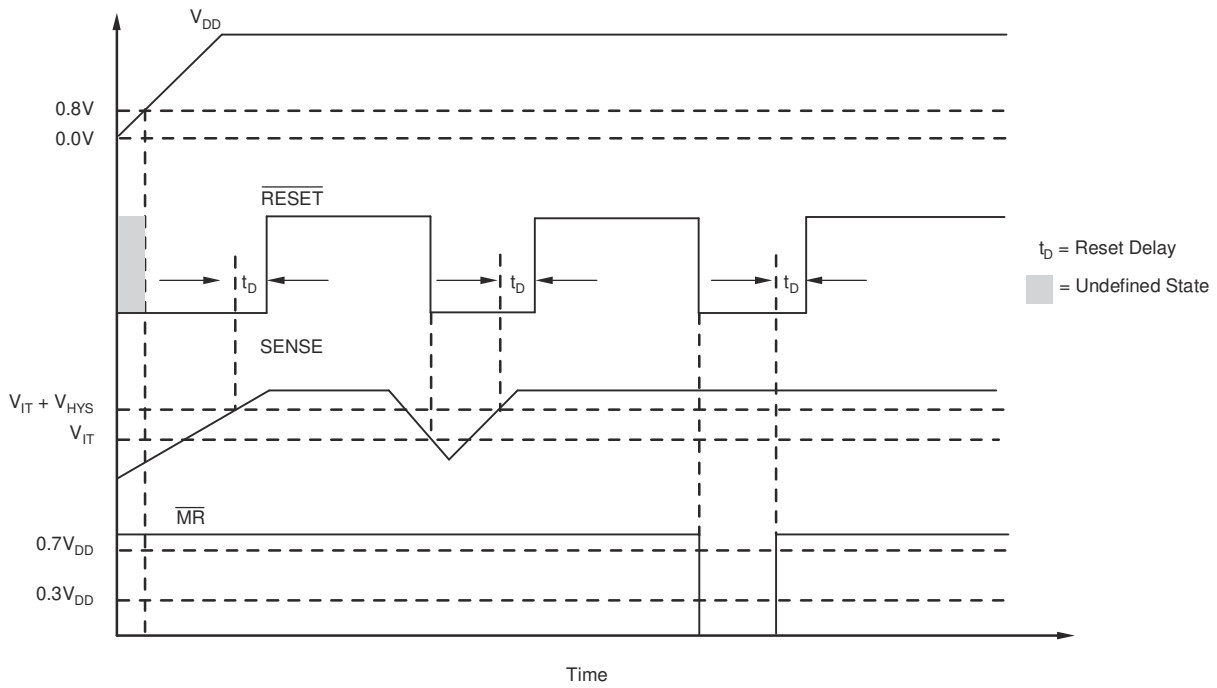 VDD
0.8V
0.0V
RESET
tD
tD
tD
tD = Reset Delay
= Undefined State
SENSE
VIT + VHYS
VIT
MR
0.7VDD
0.3VDD
Time